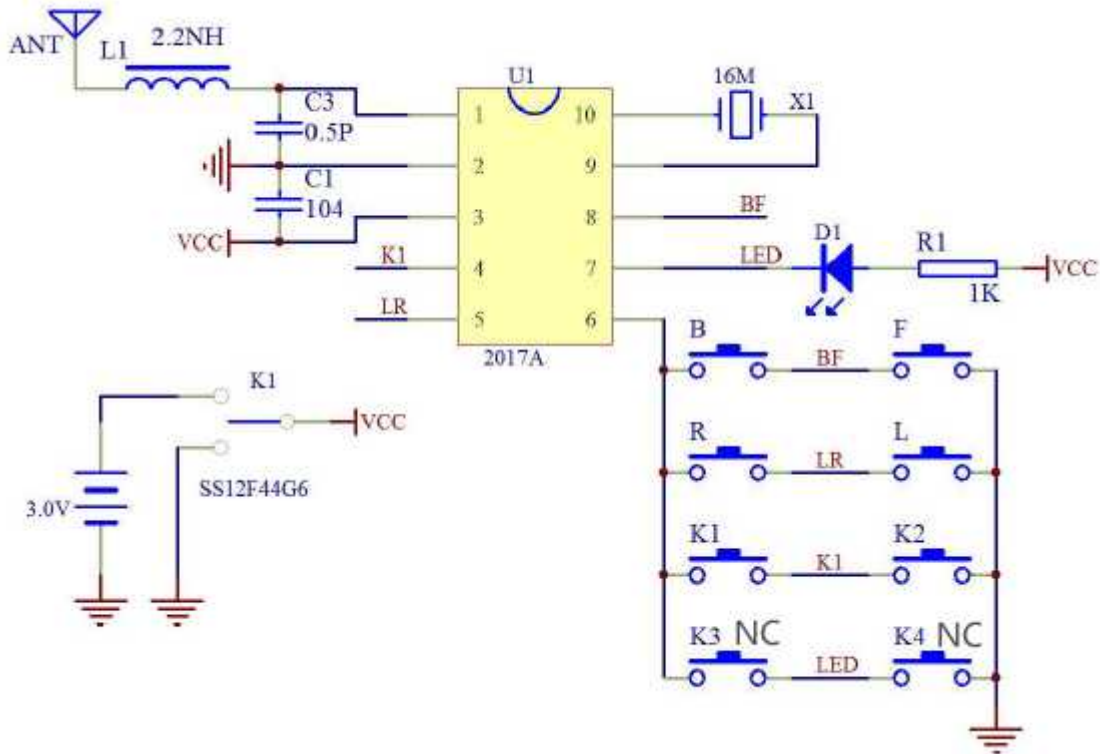 ANT
L1
2.2NH
C3
0.5P
C1
104
VCC
K1
LR
U1
1
2
3
4
5
10
9
8
7
6
2017A
16M
X1
BF
LED
D1
R1
1K
VCC
K1
VCC
SS12F44G6
3.0V
B
BF
F
R
LR
L
K1
K1
K2
K3 NC
LED
K4 NC